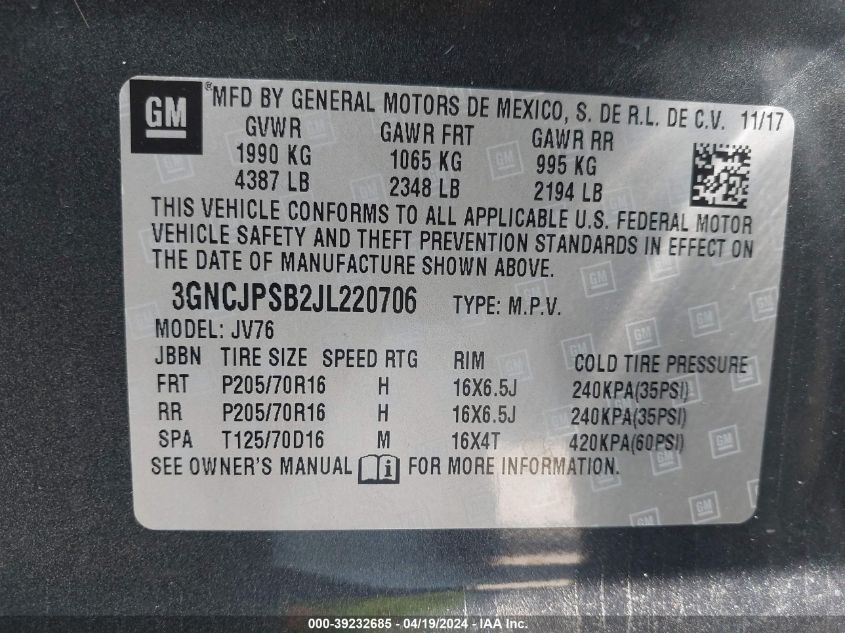 GM ®MFD BY GENERAL MOTORS DE MEXICO, S. DE R.L. DE C.V. 11/17
GVWR GAWR FRT GAWR RR
1990 KG 1065 KG 995 KG
4387 LB 2348 LB 2194 LB
THIS VEHICLE CONFORMS TO ALL APPLICABLE U.S. FEDERAL MOTOR
VEHICLE SAFETY AND THEFT PREVENTION STANDARDS IN EFFECT ON
THE DATE OF MANUFACTURE SHOWN ABOVE.
3GNCJPSB2JL220706 TYPE: M.P.V.
MODEL: JV76
JBBN TIRE SIZE SPEED RTG RIM COLD TIRE PRESSURE
FRT P205/70R16 H 16X6.5J 240KPA(35PSI)
RR P205/70R16 H 16X6.5J 240KPA(35PSI)
SPA T125/70D16 M 16X4T 420KPA(60PSI)
SEE OWNER'S MANUAL i FOR MORE INFORMATION.
000-39232685 - 04/19/2024 - IAA Inc.